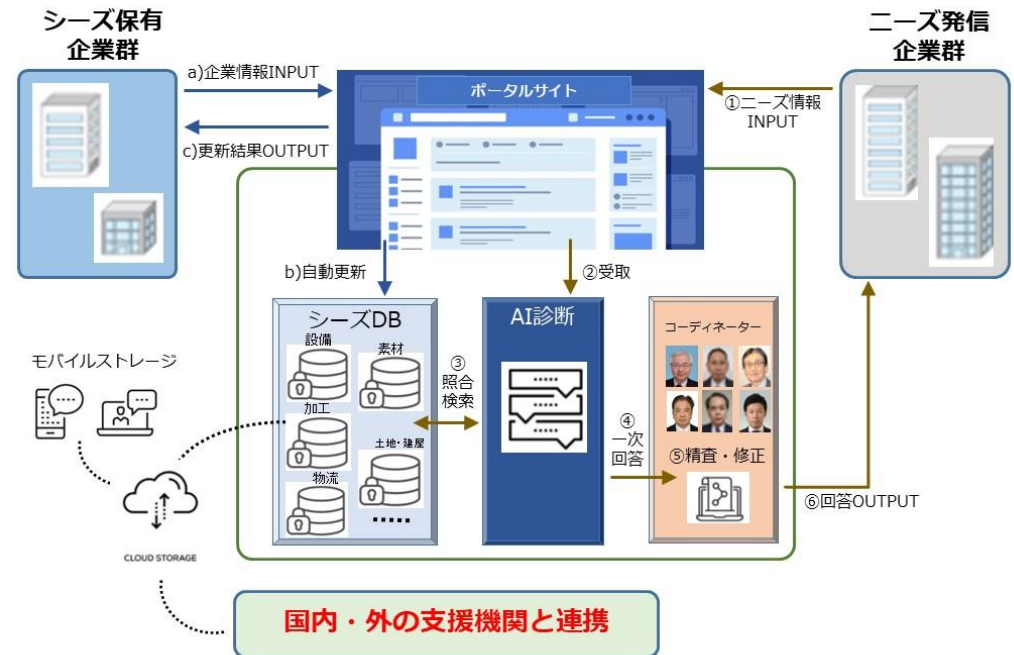 シーズ保有
企業群
ニーズ発信
企業群
a)企業情報INPUT
ポータルサイト
①ニーズ情報
INPUT
c)更新結果OUTPUT
b)自動更新
②受取
シーズDB
設備
素材
加工
土地・建屋
物流
.....
③
照合
検索
AI診断
④
一次
回答
コーディネーター
⑤精査・修正
⑥回答OUTPUT
モバイルストレージ
CLOUD STORAGE
国内・外の支援機関と連携